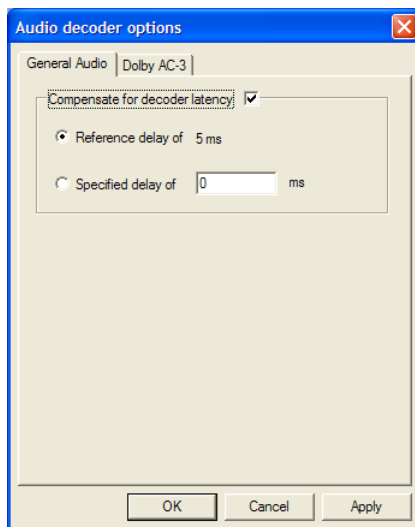 Audio decoder options
General Audio Dolby AC-3
Compensate for decoder latency
Reference delay of 5 ms
Specified delay of 0 ms
OK Cancel Apply